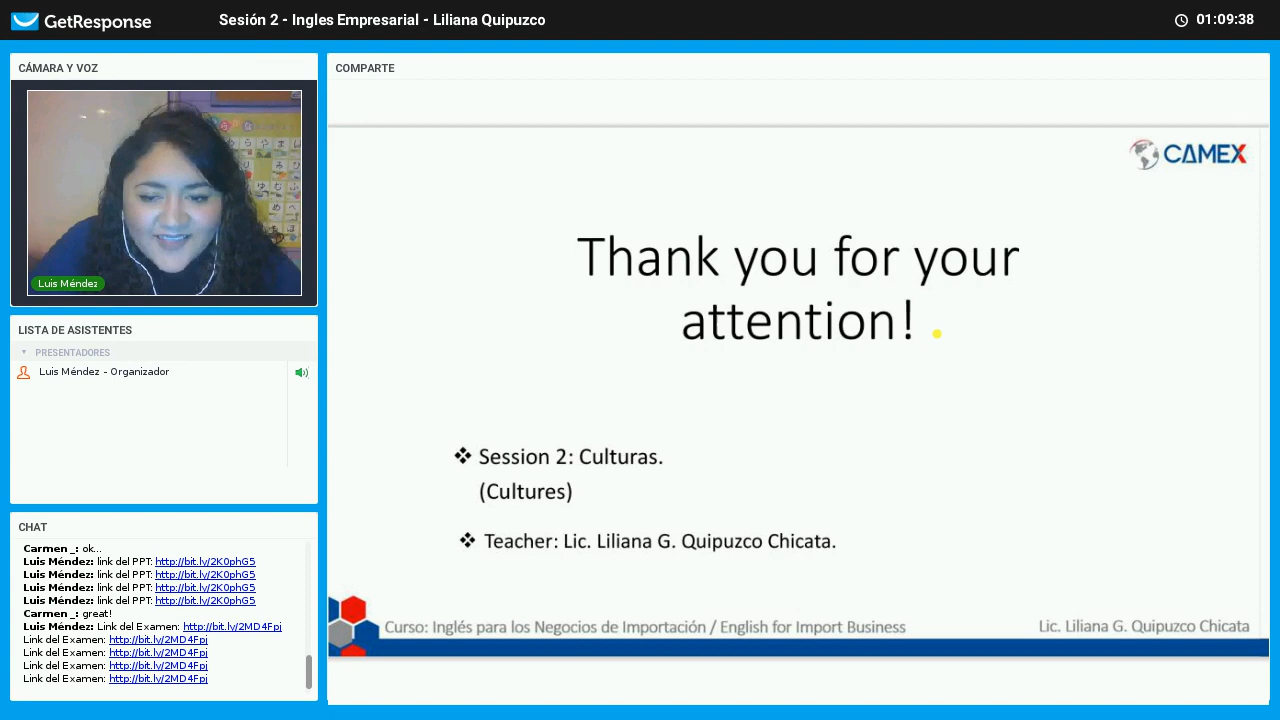 GetResponse
Sesión 2 - Ingles Empresarial - Liliana Quipuzco
01:09:38
CÁMARA Y VOZ
Luis Méndez
LISTA DE ASISTENTES
PRESENTADORES
Luis Méndez - Organizador
CHAT
Carmen _: ok...
Luis Méndez: link del PPT: http://bit.ly/2K0phG5
Luis Méndez: link del PPT: http://bit.ly/2K0phG5
Luis Méndez: link del PPT: http://bit.ly/2K0phG5
Luis Méndez: link del PPT: http://bit.ly/2K0phG5
Carmen _: great!
Luis Méndez: Link del Examen: http://bit.ly/2MD4Fpj
Link del Examen: http://bit.ly/2MD4Fpj
Link del Examen: http://bit.ly/2MD4Fpj
Link del Examen: http://bit.ly/2MD4Fpj
Link del Examen: http://bit.ly/2MD4Fpj
COMPARTE
CAMEX
Thank you for your
attention!
❖ Session 2: Culturas.
(Cultures)
❖ Teacher: Lic. Liliana G. Quipuzco Chicata.
Curso: Inglés para los Negocios de Importación / English for Import Business
Lic. Liliana G. Quipuzco Chicata